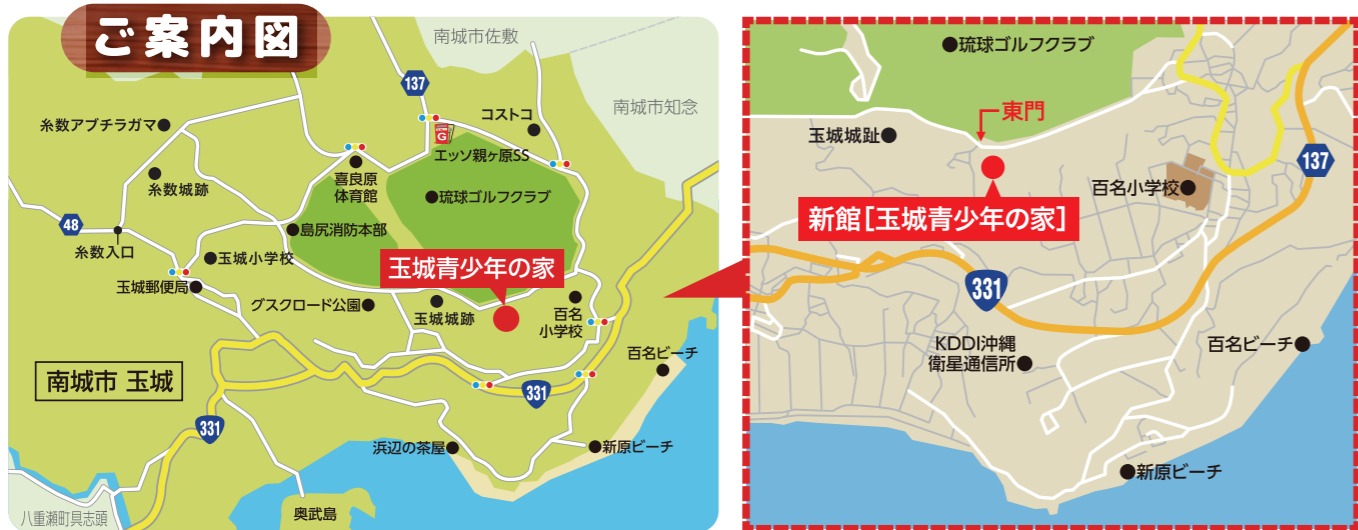 ご案内図
南城市佐敷
137
コストコ
南城市知念
糸数アブチラガマ
G
エッソ親ヶ原SS
喜良原
体育館
糸数城跡
琉球ゴルフクラブ
48
糸数入口
島尻消防本部
玉城小学校
玉城青少年の家
玉城郵便局
グスクロード公園
玉城城跡
百名
小学校
百名ビーチ
南城市 玉城
331
331
浜辺の茶屋
新原ビーチ
奥武島
八重瀬町具志頭
琉球ゴルフクラブ
東門
玉城城趾
137
百名小学校
新館[玉城青少年の家]
331
KDDI沖縄
衛星通信所
百名ビーチ
新原ビーチ